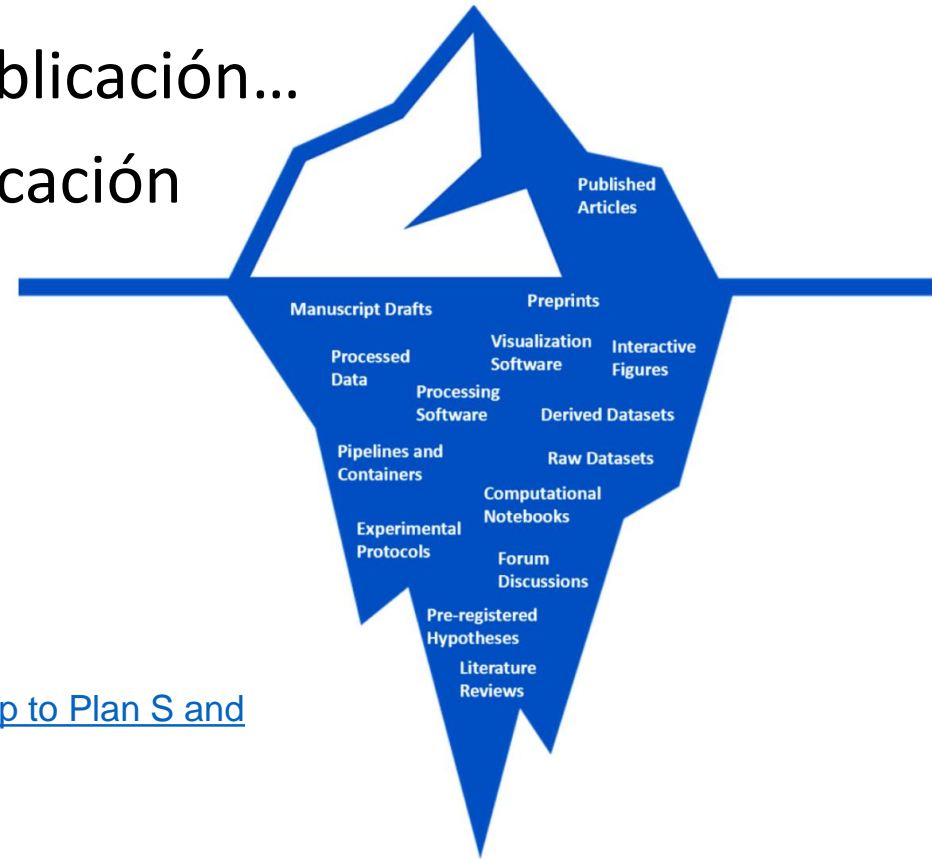 blicación...
cación
Published
Articles
Manuscript Drafts
Preprints
Visualization
Software
Interactive
Figures
Processed
Data
Processing
Software
Derived Datasets
Pipelines and
Containers
Raw Datasets
Computational
Notebooks
Experimental
Protocols
Forum
Discussions
Pre-registered
Hypotheses
Literature
Reviews
p to Plan S and